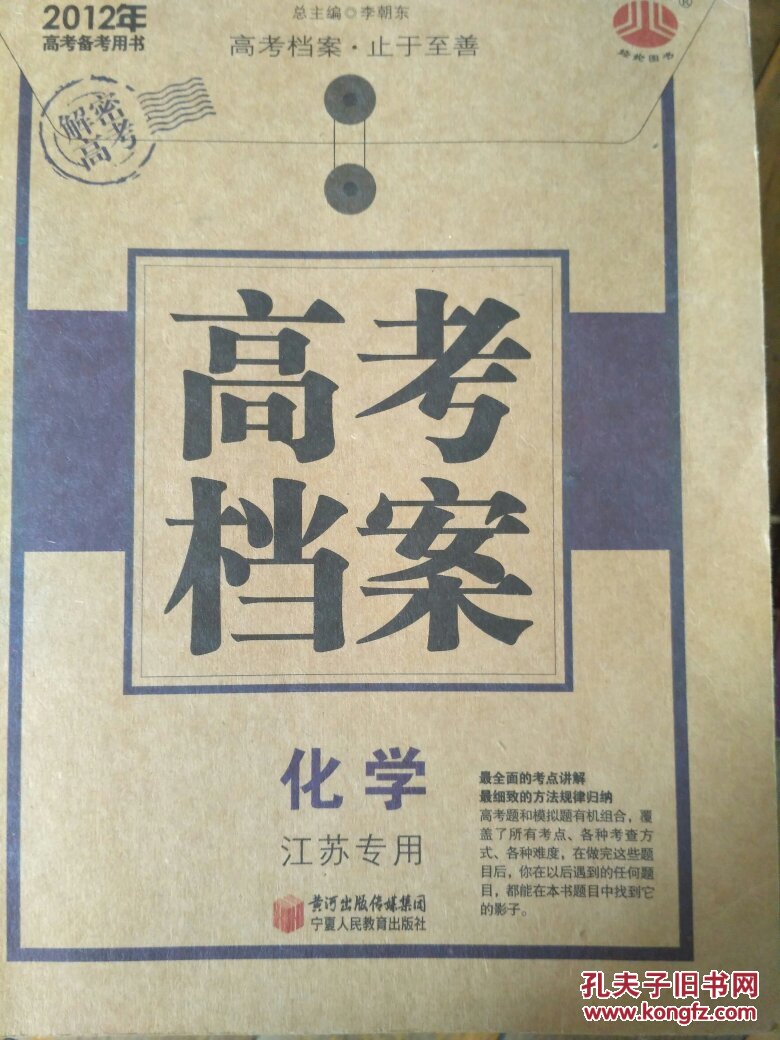 2012年
高考备考用书
总主编◎李朝东
高考档案·止于至善
®
经纶图书
解密
高考
高考
档案
化学
江苏专用
黄河出版传媒集团
宁夏人民教育出版社
最全面的考点讲解
最细致的方法规律归纳
高考题和模拟题有机组合，覆
盖了所有考点、各种考查方
式、各种难度，在做完这些题
目后，你在以后遇到的任何题
目，都能在本书题目中找到它
的影子。
孔夫子旧书网
www.kongfz.com